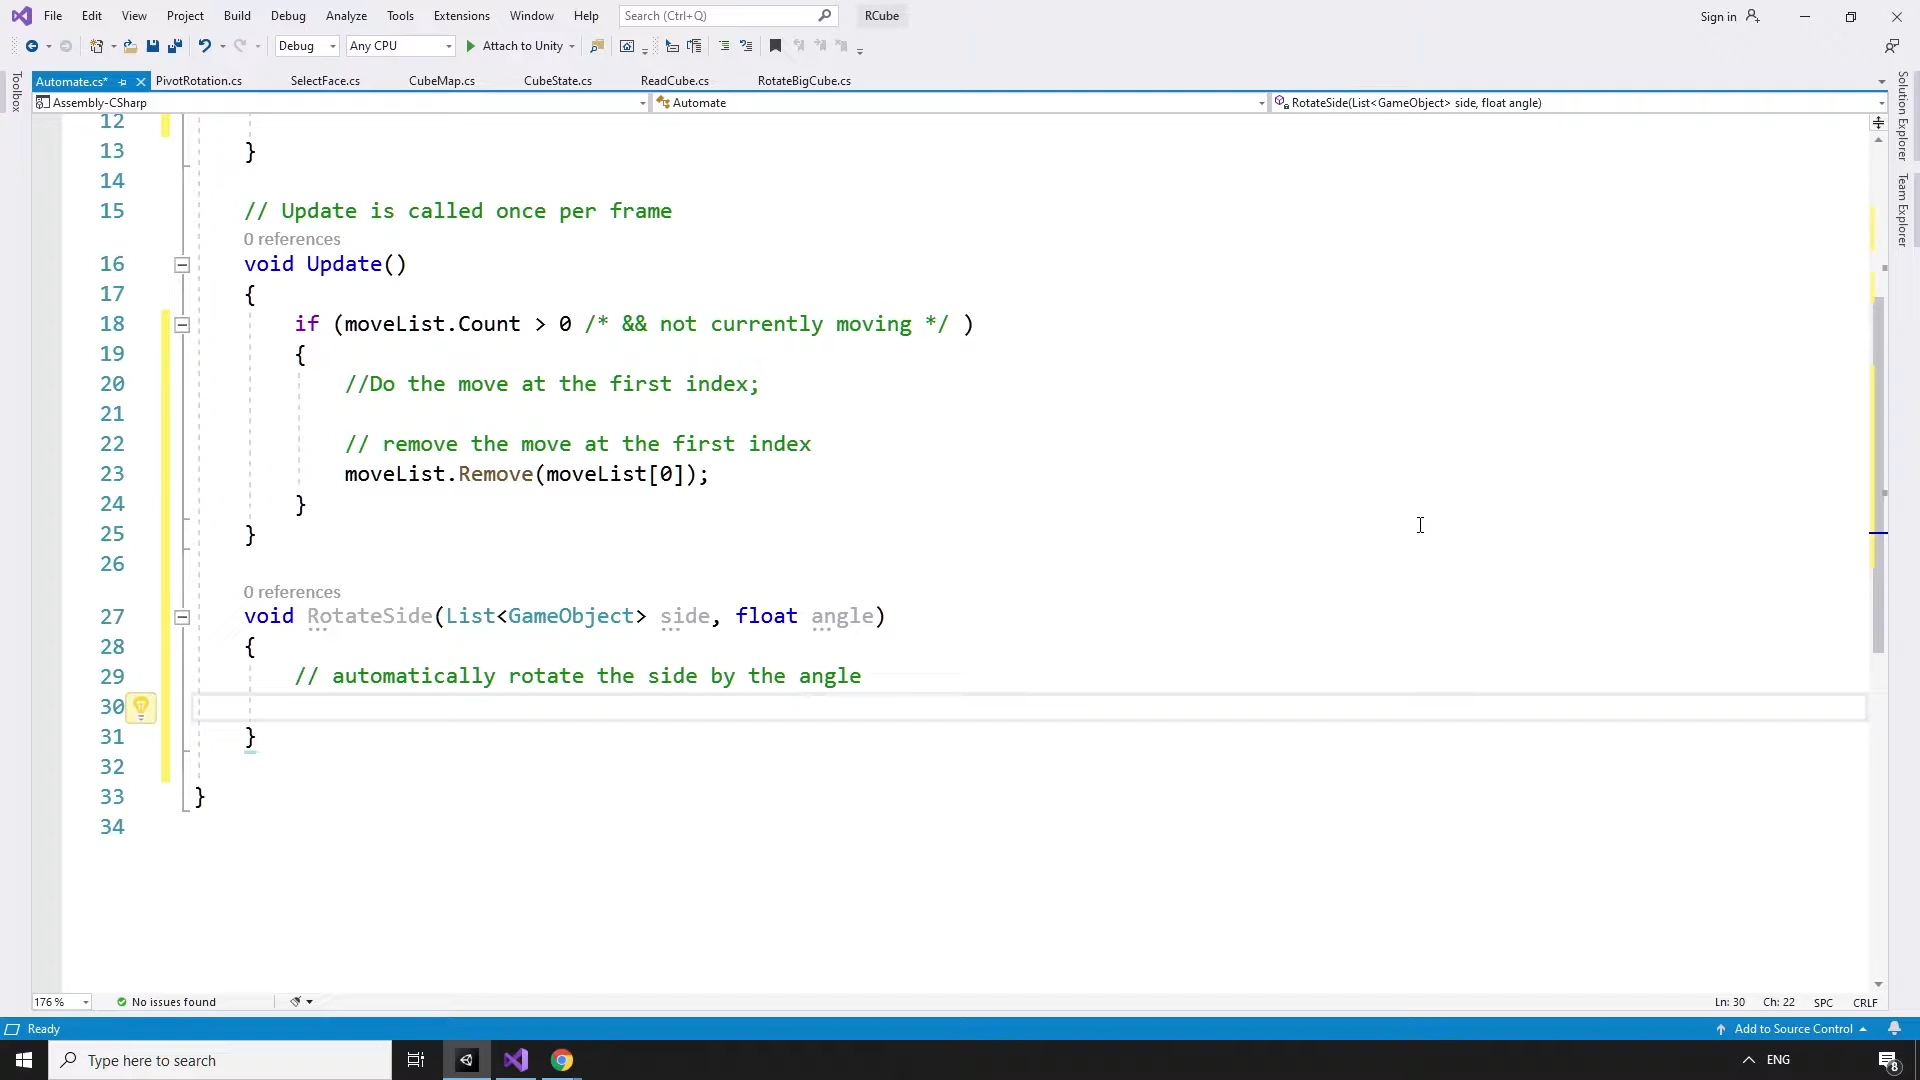 File Edit View Project Build Debug Analyze Tools Extensions Window Help Search (Ctrl+Q) RCube Sign in
Debug Any CPU Attach to Unity
Automate.cs* PivotRotation.cs SelectFace.cs CubeMap.cs CubeState.cs ReadCube.cs RotateBigCube.cs
Assembly-CSharp Automate RotateSide(List<GameObject> side, float angle)
Toolbox
Solution Explorer
Team Explorer
12
13 }
14
15 // Update is called once per frame
0 references
16 void Update()
17 {
18 if (moveList.Count > 0 /* && not currently moving */ )
19 {
20 //Do the move at the first index;
21
22 // remove the move at the first index
23 moveList.Remove(moveList[0]);
24 }
25 }
26
0 references
27 void RotateSide(List<GameObject> side, float angle)
28 {
29 // automatically rotate the side by the angle
30
31 }
32
33 }
34
176 % No issues found Ln: 30 Ch: 22 SPC CRLF
Ready Add to Source Control
Type here to search ENG 8